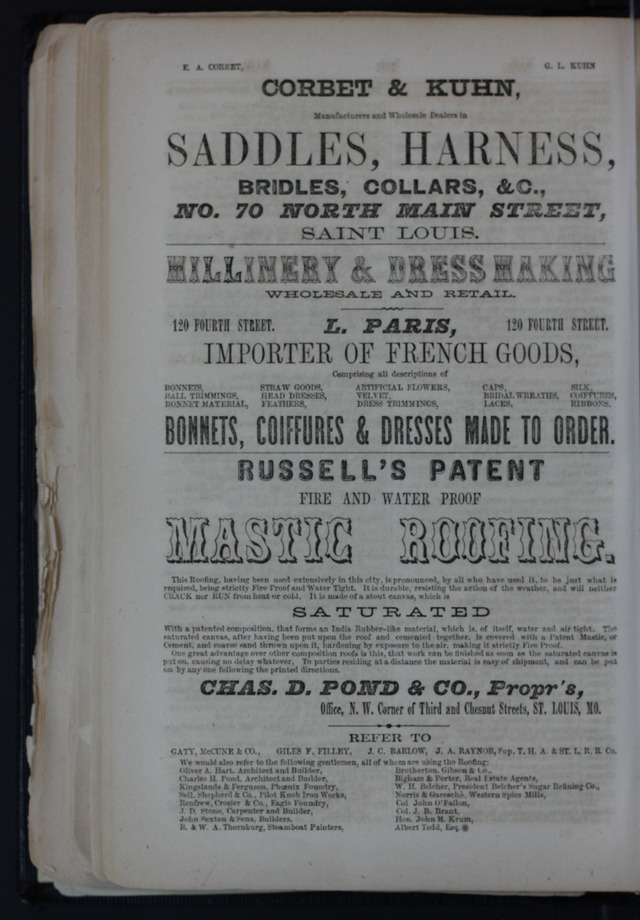 E. A. CORBET, G. L. KUHN
CORBET & KUHN,
Manufacturers and Wholesale Dealers in
SADDLES, HARNESS,
BRIDLES, COLLARS, &C.,
NO. 70 NORTH MAIN STREET,
SAINT LOUIS.
MILLINERY & DRESS MAKING
WHOLESALE AND RETAIL.
120 FOURTH STREET. L. PARIS, 120 FOURTH STREET.
IMPORTER OF FRENCH GOODS,
Comprising all descriptions of
BONNETS, STRAW GOODS, ARTIFICIAL FLOWERS, CAPS, SILK,
BALL TRIMMINGS, HEAD DRESSES, VELVET, BRIDAL WREATHS, COIFFURES,
BONNET MATERIAL, FEATHERS, DRESS TRIMMINGS, LACES, RIBBONS.
BONNETS, COIFFURES & DRESSES MADE TO ORDER.
RUSSELL'S PATENT
FIRE AND WATER PROOF
MASTIC ROOFING.
This Roofing, having been used extensively in this city, is pronounced, by all who have used it, to be just what is
required, being strictly Fire Proof and Water Tight. It is durable, resisting the action of the weather, and will neither
CRACK nor RUN from heat or cold. It is made of a stout canvas, which is
SATURATED
With a patented composition, that forms an India Rubber-like material, which is, of itself, water and air tight. The
saturated canvas, after having been put upon the roof and cemented together, is covered with a Patent Mastic, or
Cement, and coarse sand thrown upon it, hardening by exposure to the air, making it strictly Fire Proof.
One great advantage over other composition roofs is this, that work can be finished as soon as the saturated canvas is
put on, causing no delay whatever. To parties residing at a distance the material is easy of shipment, and can be put
on by any one following the printed directions.
CHAS. D. POND & CO., Propr's,
Office, N. W. Corner of Third and Chesnut Streets, ST. LOUIS, MO.
REFER TO
GATY, McCUNE & CO., GILES F. FILLEY, J. C. BARLOW, J. A. RAYNOR, Sup. T. H. A. & ST. L. R. R. Co.
We would also refer to the following gentlemen, all of whom are using the Roofing:
Oliver A. Hart, Architect and Builder, Brotherton, Gibson & Co.,
Charles H. Pond, Architect and Builder, Bigham & Porter, Real Estate Agents,
Kingslands & Ferguson, Phœnix Foundry, W. H. Belcher, President Belcher's Sugar Refining Co.,
Sell, Shepherd & Co., Pilot Knob Iron Works, Norris & Garesché, Western Spice Mills,
Renfrew, Crozier & Co., Eagle Foundry, Col John O'Fallon,
J. D. Stone, Carpenter and Builder, Col. J. B. Brant,
John Sexton & Sons, Builders, Hon. John M. Krum,
R. & W. A. Thornburg, Steamboat Painters, Albert Todd, Esq.